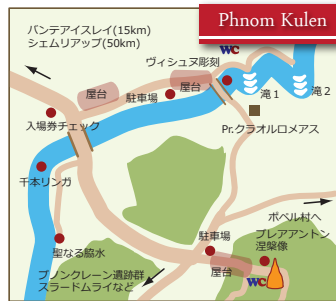 Phnom Kulen
バンテアイスレイ(15km)
シェムリアップ(50km)
WC
ヴィシュヌ彫刻
屋台
駐車場
屋台
滝1
滝2
入場券チェック
Pr.クラオルロメアス
千本リンガ
ポペル村へ
聖なる脇水
駐車場
プレアアントン
涅槃像
プノンクレーン遺跡群
スラードムライなど
屋台
WC